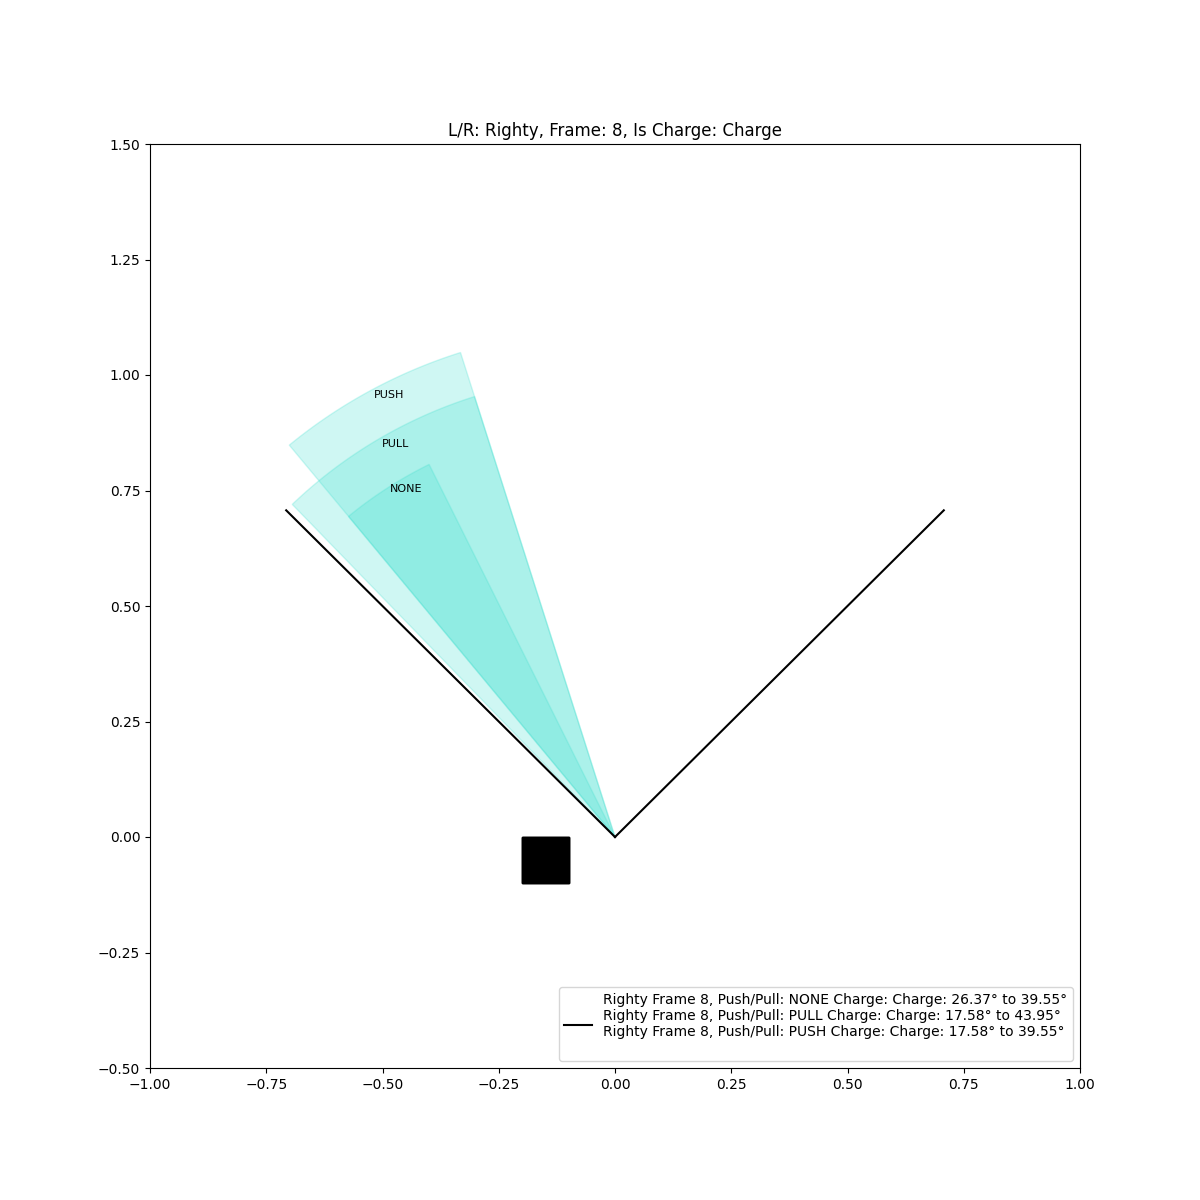 L/R: Righty, Frame: 8, Is Charge: Charge
1.50
1.25
1.00
PUSH
PULL
0.75
NONE
0.50
0.25
0.00
−0.25
Righty Frame 8, Push/Pull: NONE Charge: Charge: 26.37° to 39.55°
Righty Frame 8, Push/Pull: PULL Charge: Charge: 17.58° to 43.95°
Righty Frame 8, Push/Pull: PUSH Charge: Charge: 17.58° to 39.55°
−0.50
−1.00 −0.75 −0.50 −0.25 0.00 0.25 0.50 0.75 1.00